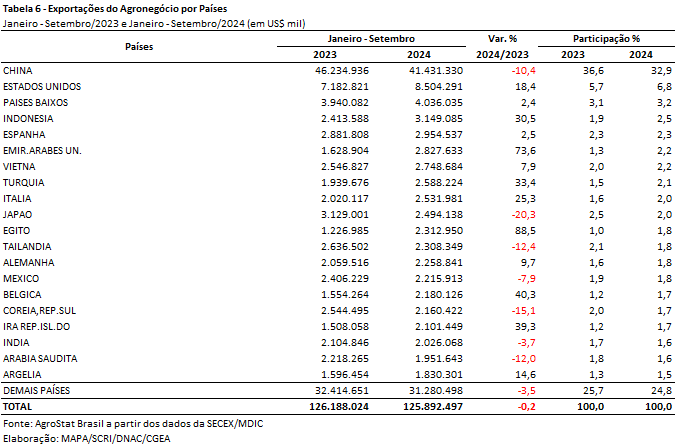 Tabela 6 - Exportações do Agronegócio por Países
Janeiro - Setembro/2023 e Janeiro - Setembro/2024 (em US$ mil)
Países Janeiro - Setembro Var. % Participação %
2023 2024 2024/2023 2023 2024
CHINA 46.234.936 41.431.330 -10,4 36,6 32,9
ESTADOS UNIDOS 7.182.821 8.504.291 18,4 5,7 6,8
PAISES BAIXOS 3.940.082 4.036.035 2,4 3,1 3,2
INDONESIA 2.413.588 3.149.085 30,5 1,9 2,5
ESPANHA 2.881.808 2.954.537 2,5 2,3 2,3
EMIR.ARABES UN. 1.628.904 2.827.633 73,6 1,3 2,2
VIETNA 2.546.827 2.748.684 7,9 2,0 2,2
TURQUIA 1.939.676 2.588.224 33,4 1,5 2,1
ITALIA 2.020.117 2.531.981 25,3 1,6 2,0
JAPAO 3.129.001 2.494.138 -20,3 2,5 2,0
EGITO 1.226.985 2.312.950 88,5 1,0 1,8
TAILANDIA 2.636.502 2.308.349 -12,4 2,1 1,8
ALEMANHA 2.059.516 2.258.841 9,7 1,6 1,8
MEXICO 2.406.229 2.215.913 -7,9 1,9 1,8
BELGICA 1.554.264 2.180.126 40,3 1,2 1,7
COREIA,REP.SUL 2.544.495 2.160.422 -15,1 2,0 1,7
IRA REP.ISL.DO 1.508.058 2.101.449 39,3 1,2 1,7
INDIA 2.104.846 2.026.068 -3,7 1,7 1,6
ARABIA SAUDITA 2.218.265 1.951.643 -12,0 1,8 1,6
ARGELIA 1.596.454 1.830.301 14,6 1,3 1,5
DEMAIS PAÍSES 32.414.651 31.280.498 -3,5 25,7 24,8
TOTAL 126.188.024 125.892.497 -0,2 100,0 100,0
Fonte: AgroStat Brasil a partir dos dados da SECEX/MDIC
Elaboração: MAPA/SCRI/DNAC/CGEA